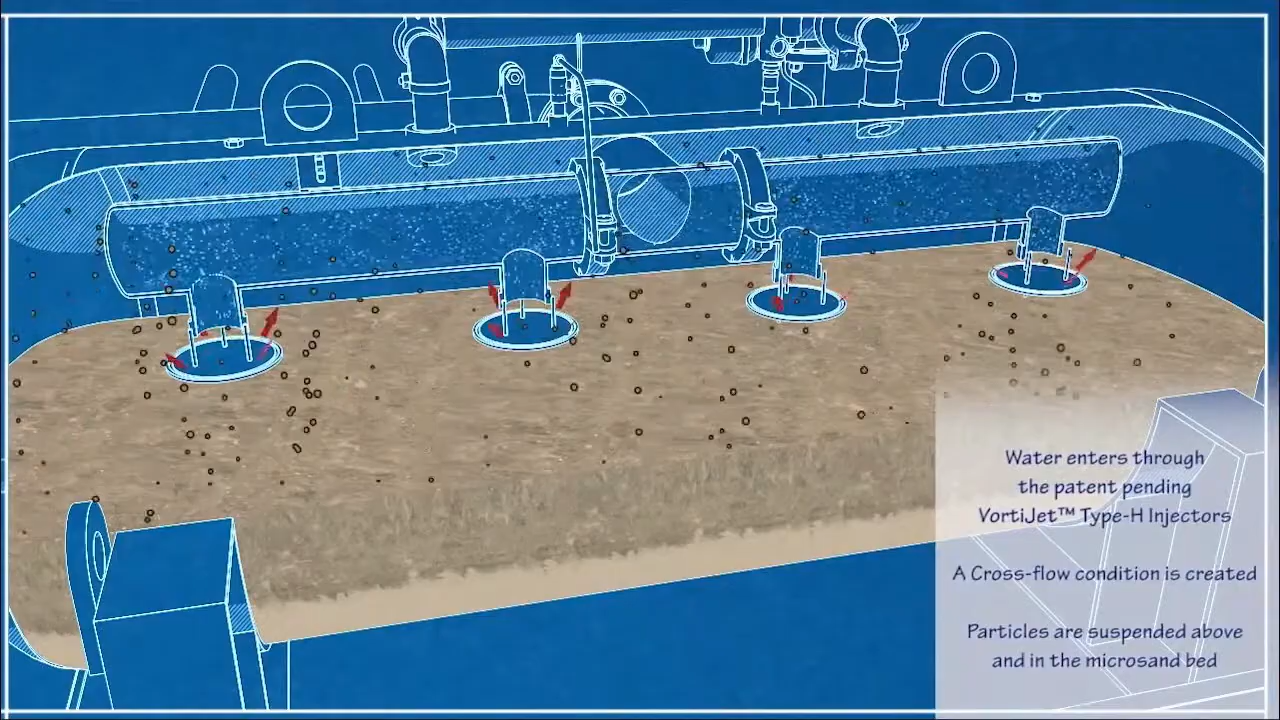 Water enters through
the patent pending
VortiJet™ Type-H Injectors
A Cross-flow condition is created
Particles are suspended above
and in the microsand bed